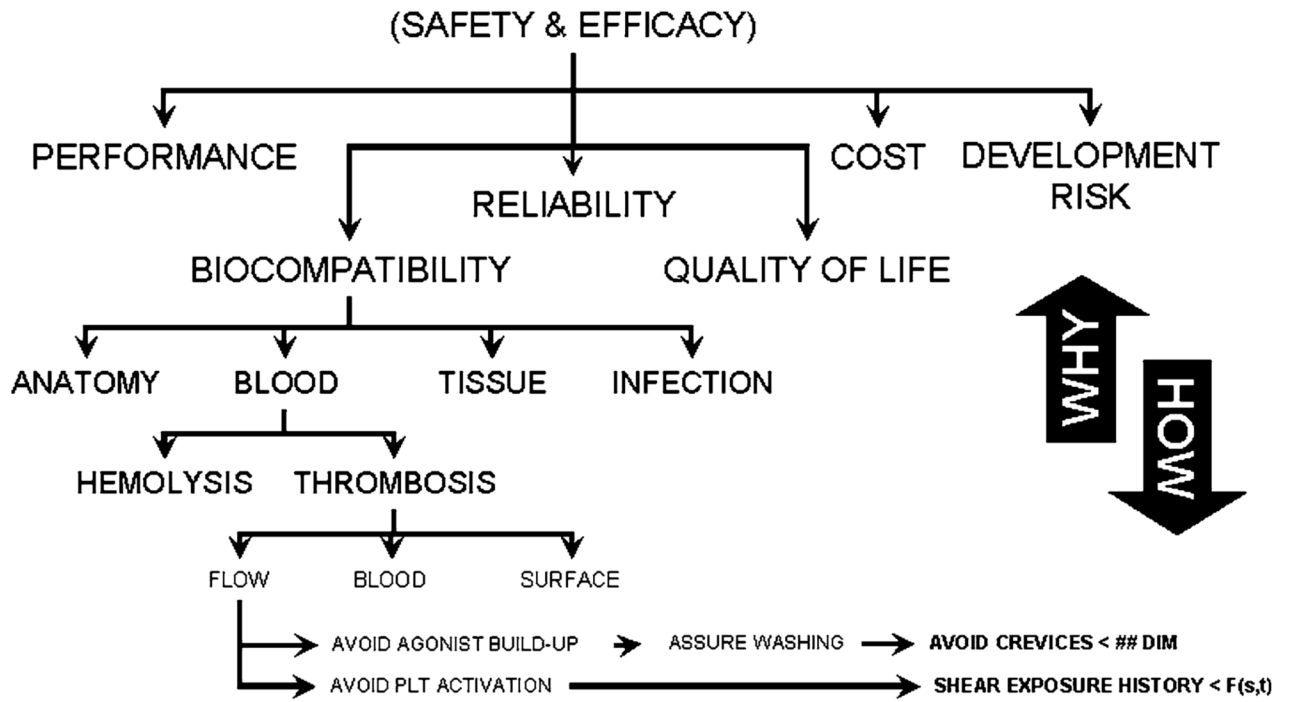 (SAFETY & EFFICACY)
PERFORMANCE
COST
DEVELOPMENT
RISK
RELIABILITY
BIOCOMPATIBILITY
QUALITY OF LIFE
WHY
HOW
ANATOMY
BLOOD
TISSUE
INFECTION
HEMOLYSIS
THROMBOSIS
FLOW
BLOOD
SURFACE
AVOID AGONIST BUILD-UP
ASSURE WASHING
AVOID CREVICES < ## DIM
AVOID PLT ACTIVATION
SHEAR EXPOSURE HISTORY < F(s,t)